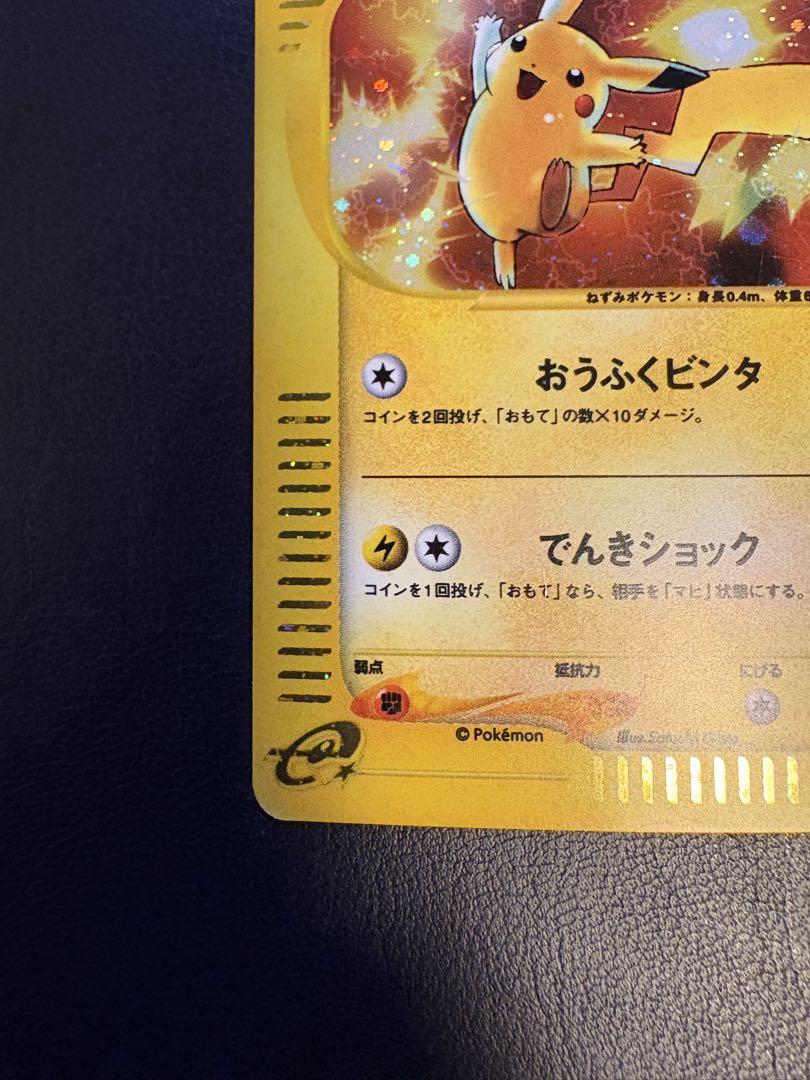 ねずみポケモン：身長0.4m、体重6
おうふくビンタ
コインを2回投げ、「おもて」の数×10ダメージ。
でんきショック
コインを1回投げ、「おもて」なら、相手を「マヒ」状態にする。
弱点 抵抗力 にげる
© Pokémon Illus.
e